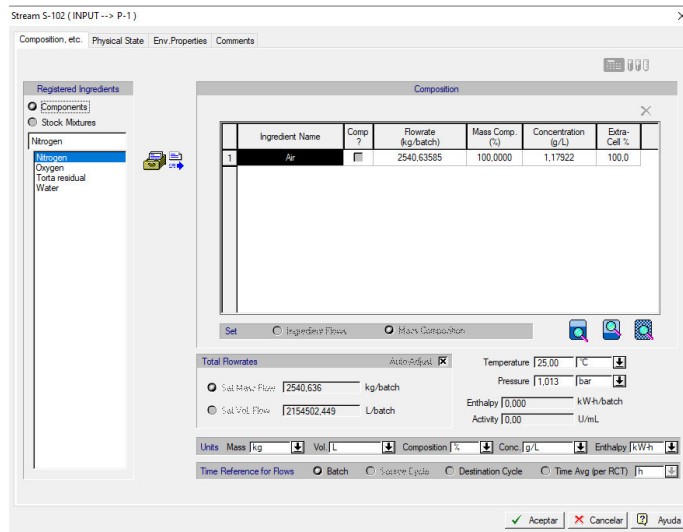 Stream S-102 ( INPUT --> P-1 )
Composition, etc. Physical State Env.Properties Comments
Registered Ingredients
Components
Stock Mixtures
Nitrogen
Nitrogen
Oxygen
Torta residual
Water
Composition
Ingredient Name Comp ? Flowrate (kg/batch) Mass Comp. (%) Concentration (g/L) Extra-Cell %
1 Air 2540,63585 100,0000 1,17922 100,0
Set Ingredient Flows Mass Composition
Total Flowrates Auto-Adjust
Set Mass Flow 2540,636 kg/batch
Set Vol. Flow 2154502,449 L/batch
Temperature 25,00 °C
Pressure 1,013 bar
Enthalpy 0,000 kW-h/batch
Activity 0,00 U/mL
Units Mass kg Vol. L Composition % Conc. g/L Enthalpy kW-h
Time Reference for Flows Batch Source Cycle Destination Cycle Time Avg (per RCT) h
Aceptar Cancelar Ayuda